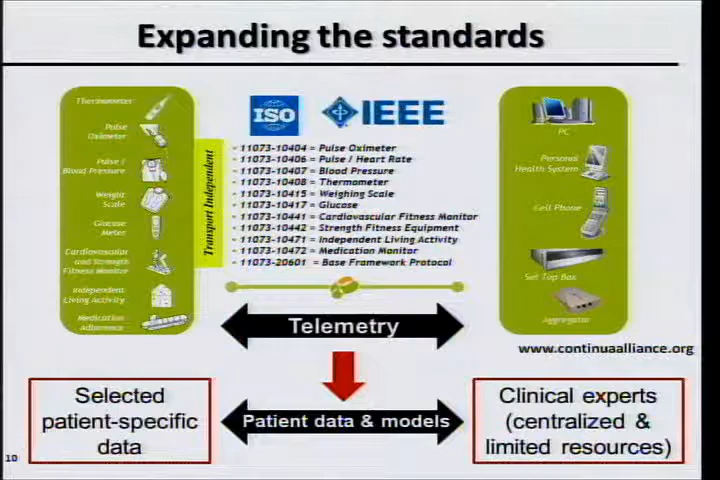 Expanding the standards
Thermometer
Pulse
Oximeter
Pulse /
Blood Pressure
Weight
Scale
Glucose
Meter
Cardiovascular
and Strength
Fitness Monitor
Independent
Living Activity
Medication
Adherence
Transport Independent
ISO
IEEE
11073-10404 = Pulse Oximeter
11073-10406 = Pulse / Heart Rate
11073-10407 = Blood Pressure
11073-10408 = Thermometer
11073-10415 = Weighing Scale
11073-10417 = Glucose
11073-10441 = Cardiovascular Fitness Monitor
11073-10442 = Strength Fitness Equipment
11073-10471 = Independent Living Activity
11073-10472 = Medication Monitor
11073-20601 = Base Framework Protocol
PC
Personal
Health System
Cell Phone
Set Top Box
Aggregator
Telemetry
www.continuaalliance.org
Selected
patient-specific
data
Patient data & models
Clinical experts
(centralized &
limited resources)
10